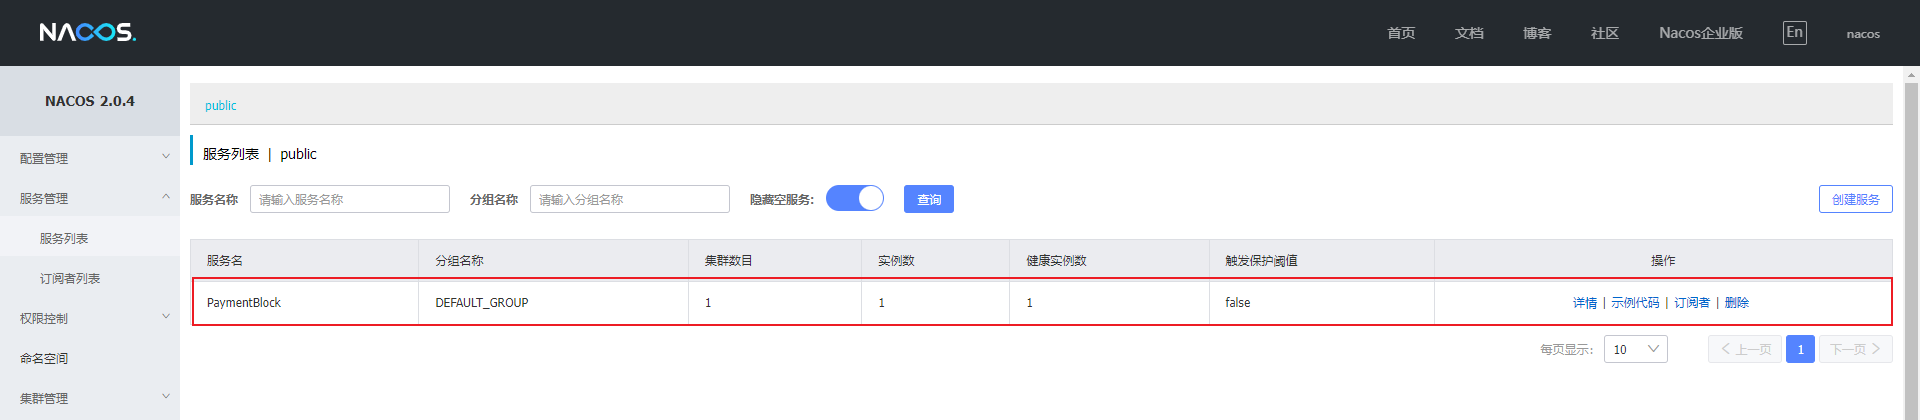 NACOS. 首页 文档 博客 社区 Nacos企业版 En nacos
NACOS 2.0.4
配置管理
服务管理
服务列表
订阅者列表
权限控制
命名空间
集群管理
public
服务列表 | public
服务名称 请输入服务名称 分组名称 请输入分组名称 隐藏空服务: 查询 创建服务
服务名 分组名称 集群数目 实例数 健康实例数 触发保护阈值 操作
PaymentBlock DEFAULT_GROUP 1 1 1 false 详情 | 示例代码 | 订阅者 | 删除
每页显示: 10 上一页 1 下一页